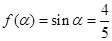 f(α) = sin α = 4/5